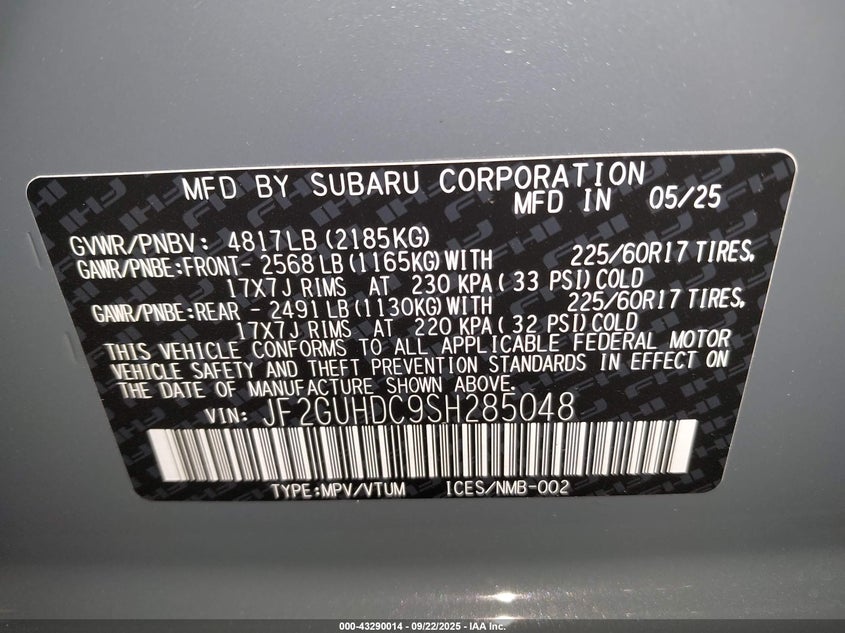 MFD BY SUBARU CORPORATION
MFD IN 05/25
GVWR/PNBV: 4817LB (2185KG)
GAWR/PNBE:FRONT- 2568LB (1165KG) WITH 225/60R17 TIRES,
17X7J RIMS AT 230 KPA (33 PSI) COLD
GAWR/PNBE:REAR - 2491LB (1130KG) WITH 225/60R17 TIRES,
17X7J RIMS AT 220 KPA (32 PSI) COLD
THIS VEHICLE CONFORMS TO ALL APPLICABLE FEDERAL MOTOR
VEHICLE SAFETY AND THEFT PREVENTION STANDARDS IN EFFECT ON
THE DATE OF MANUFACTURE SHOWN ABOVE.
VIN: JF2GUHDC9SH285048
TYPE:MPV/VTUM ICES/NMB-002
000-43290014 - 09/22/2025 - IAA Inc.